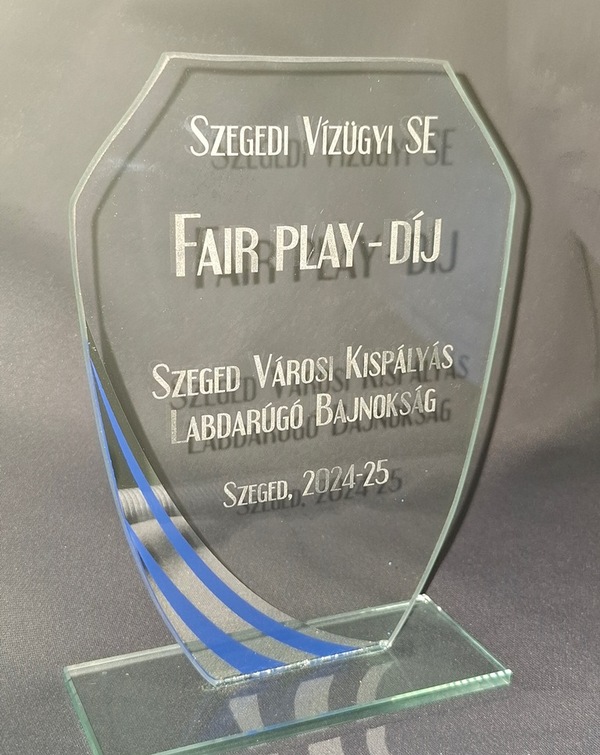 Szegedi Vízügyi SE
Fair play-díj
Szeged Városi Kispályás
Labdarúgó Bajnokság
Szeged, 2024-25